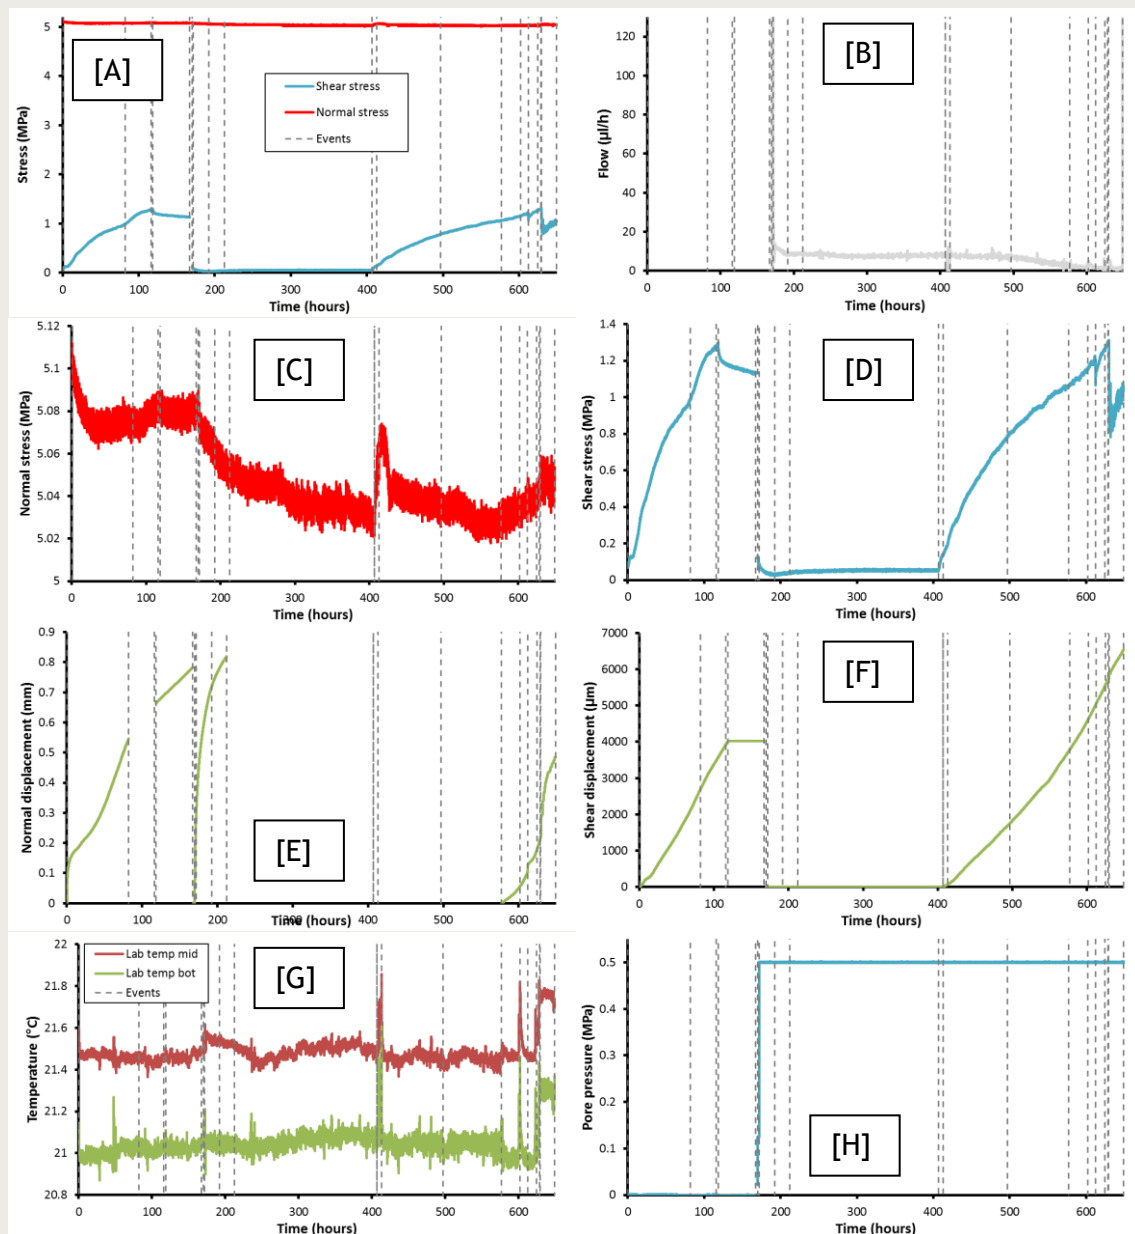 [A]
Stress (MPa)
5
4
3
2
1
0
Shear stress
Normal stress
Events
0 100 200 300 400 500 600
Time (hours)
[B]
Flow (µl/h)
120
100
80
60
40
20
0
0 100 200 300 400 500 600
Time (hours)
[C]
Normal stress (MPa)
5.12
5.1
5.08
5.06
5.04
5.02
5
0 100 200 300 400 500 600
Time (hours)
[D]
Shear stress (MPa)
1.4
1.2
1
0.8
0.6
0.4
0.2
0
0 100 200 300 400 500 600
Time (hours)
[E]
Normal displacement (mm)
0.9
0.8
0.7
0.6
0.5
0.4
0.3
0.2
0.1
0
0 100 200 300 400 500 600
Time (hours)
[F]
Shear displacement (µm)
7000
6000
5000
4000
3000
2000
1000
0
0 100 200 300 400 500 600
Time (hours)
[G]
Temperature (°C)
22
21.8
21.6
21.4
21.2
21
20.8
Lab temp mid
Lab temp bot
Events
0 100 200 300 400 500 600
Time (hours)
[H]
Pore pressure (MPa)
0.5
0.4
0.3
0.2
0.1
0
0 100 200 300 400 500 600
Time (hours)